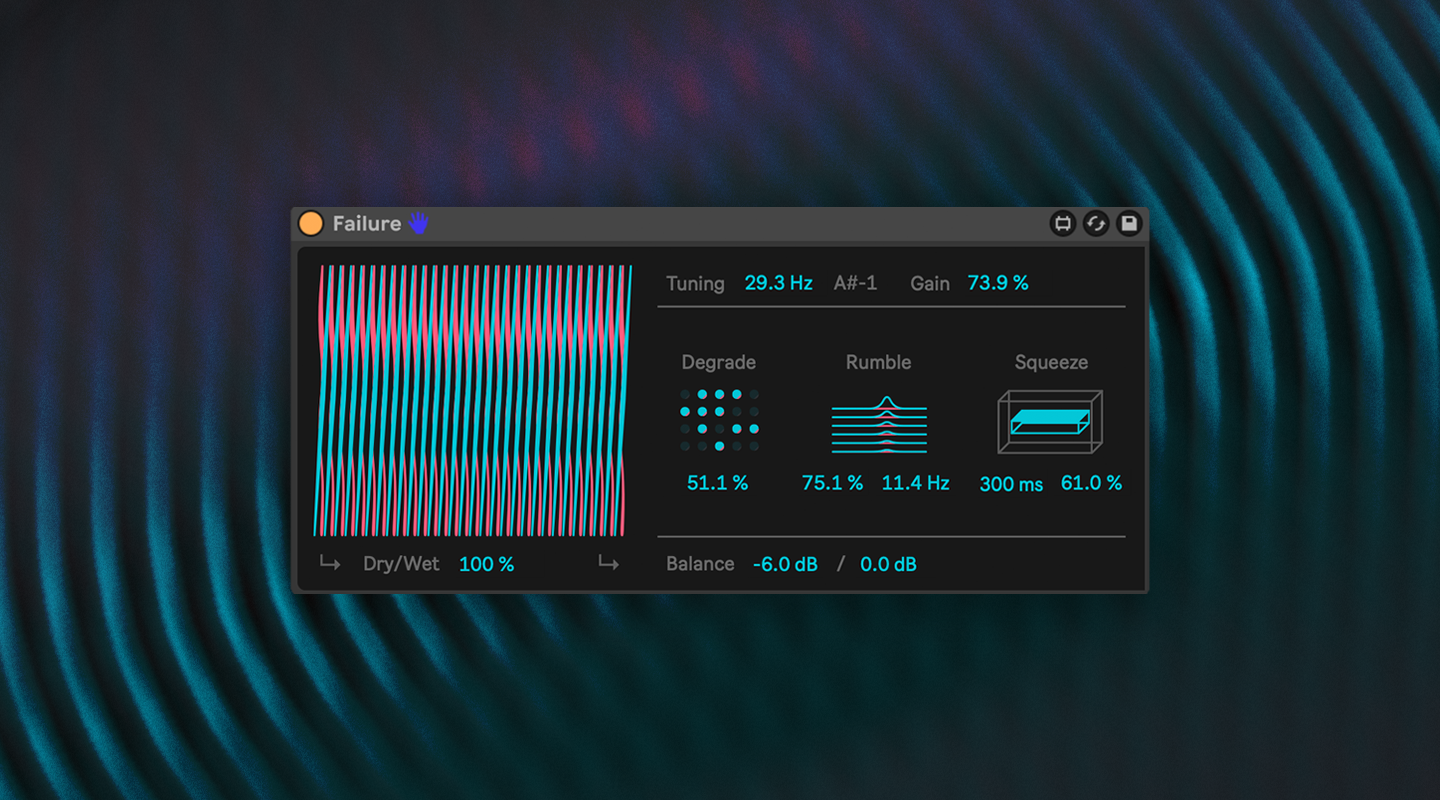 Failure
Tuning 29.3 Hz A#-1 Gain 73.9 %
Degrade Rumble Squeeze
51.1 % 75.1 % 11.4 Hz 300 ms 61.0 %
Dry/Wet 100 % Balance -6.0 dB / 0.0 dB